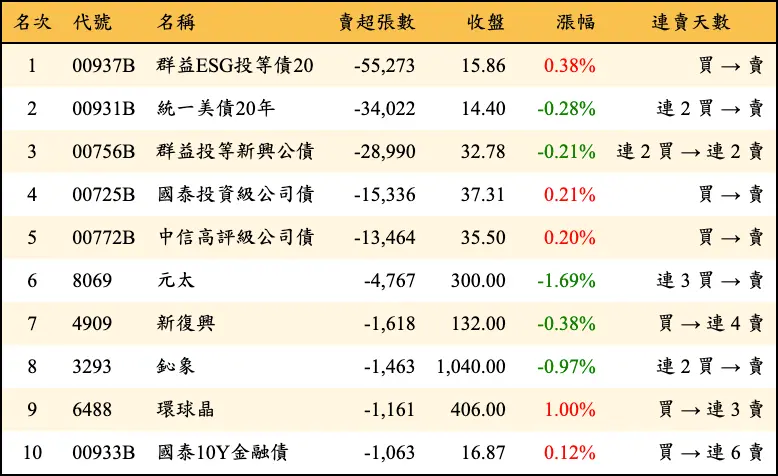 名次 代號 名稱 賣超張數 收盤 漲幅 連賣天數
1 00937B 群益ESG投等債20 -55,273 15.86 0.38% 買 → 賣
2 00931B 統一美債20年 -34,022 14.40 -0.28% 連 2 買 → 賣
3 00756B 群益投等新興公債 -28,990 32.78 -0.21% 連 2 買 → 連 2 賣
4 00725B 國泰投資級公司債 -15,336 37.31 0.21% 買 → 賣
5 00772B 中信高評級公司債 -13,464 35.50 0.20% 買 → 賣
6 8069 元太 -4,767 300.00 -1.69% 連 3 買 → 賣
7 4909 新復興 -1,618 132.00 -0.38% 買 → 連 4 賣
8 3293 鈊象 -1,463 1,040.00 -0.97% 連 2 買 → 賣
9 6488 環球晶 -1,161 406.00 1.00% 買 → 連 3 賣
10 00933B 國泰10Y金融債 -1,063 16.87 0.12% 買 → 連 6 賣